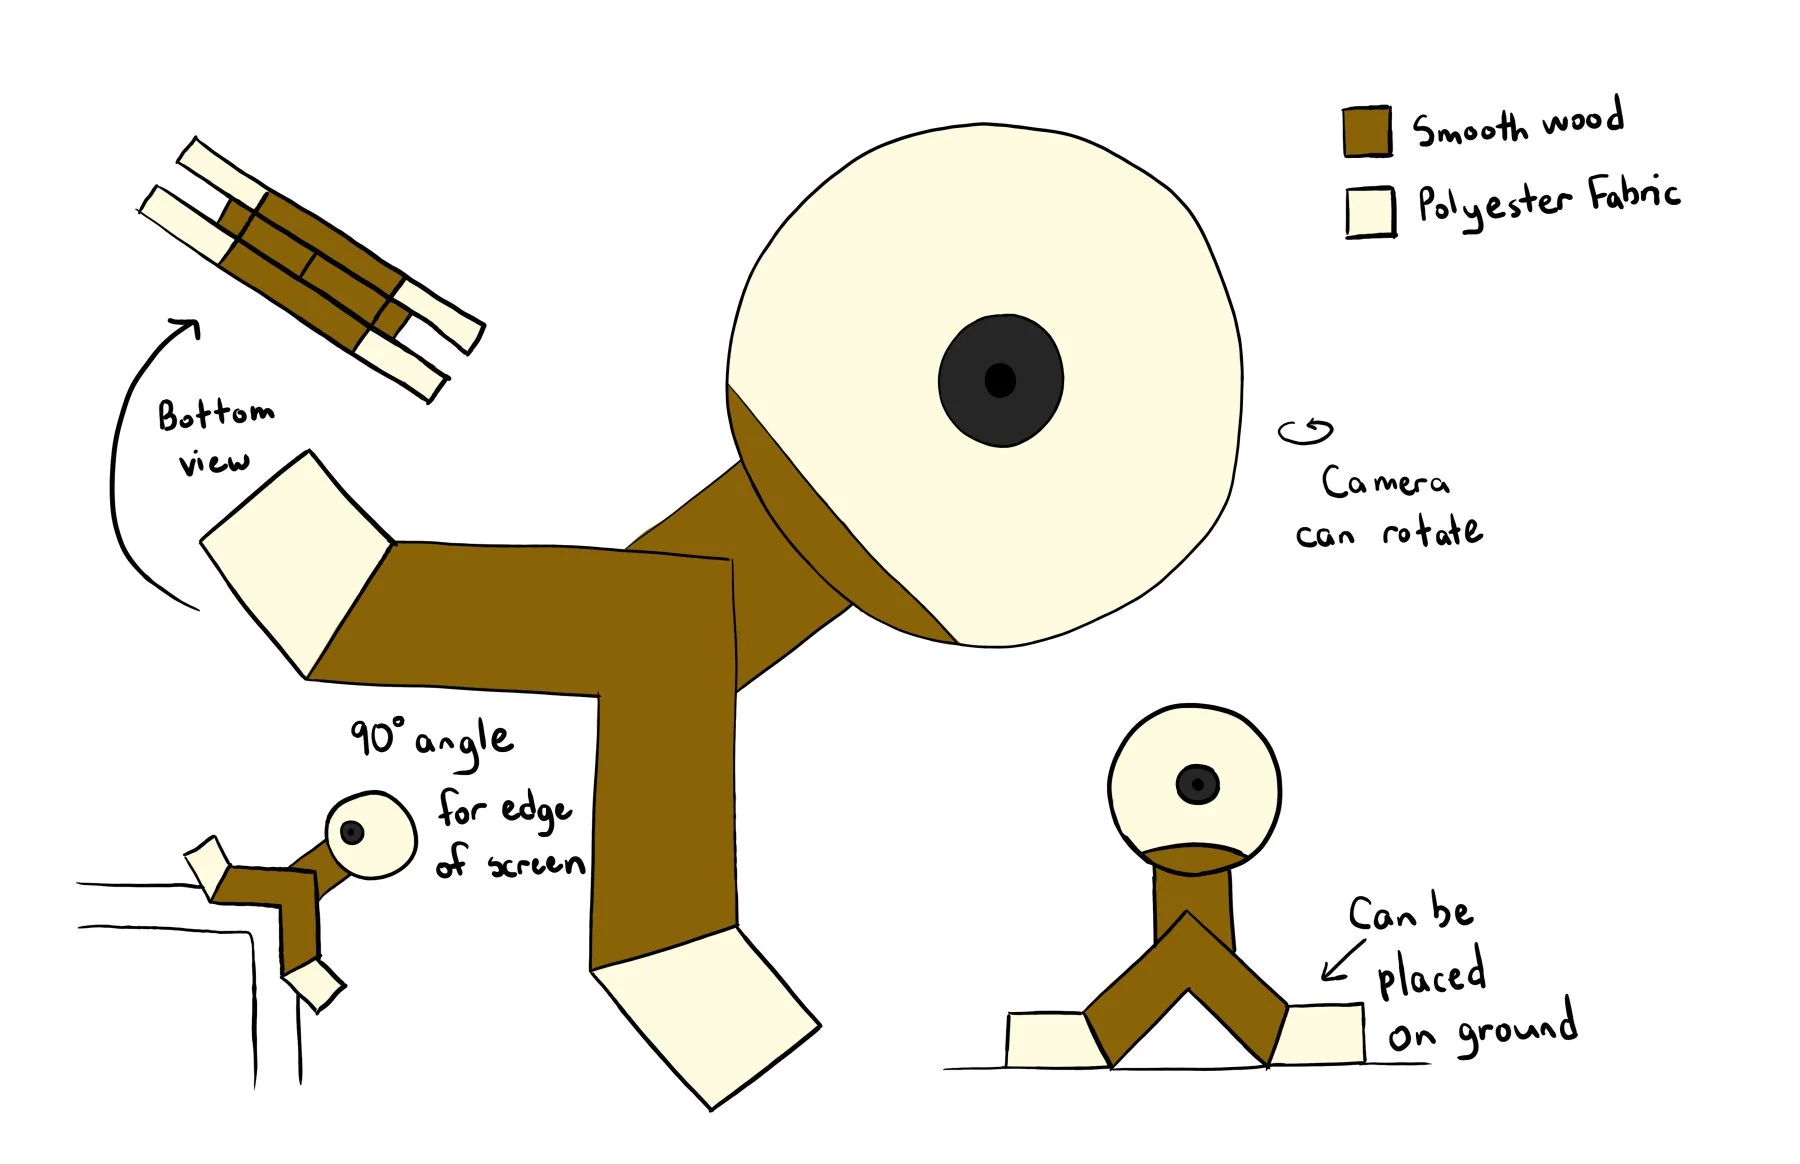 Smooth wood
Polyester Fabric
Bottom
view
Camera
can rotate
90° angle
for edge
of screen
Can be
placed
on ground